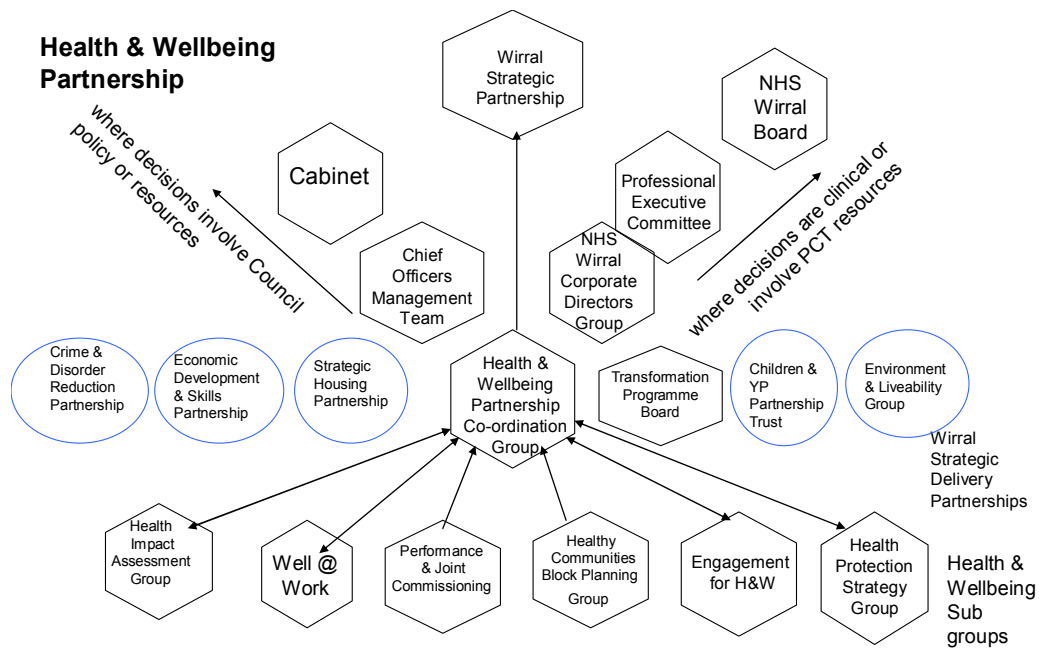 Health & Wellbeing
Partnership
Wirral
Strategic
Partnership
NHS
Wirral
Board
where decisions involve Council
policy or resources
Cabinet
Professional
Executive
Committee
where decisions are clinical or
involve PCT resources
Chief
Officers
Management
Team
NHS
Wirral
Corporate
Directors
Group
Crime &
Disorder
Reduction
Partnership
Economic
Development
& Skills
Partnership
Strategic
Housing
Partnership
Health &
Wellbeing
Partnership
Co-ordination
Group
Transformation
Programme
Board
Children &
YP
Partnership
Trust
Environment
& Liveability
Group
Wirral
Strategic
Delivery
Partnerships
Health
Impact
Assessment
Group
Well @
Work
Performance
& Joint
Commissioning
Healthy
Communities
Block Planning
Group
Engagement
for H&W
Health
Protection
Strategy
Group
Health &
Wellbeing
Sub
groups